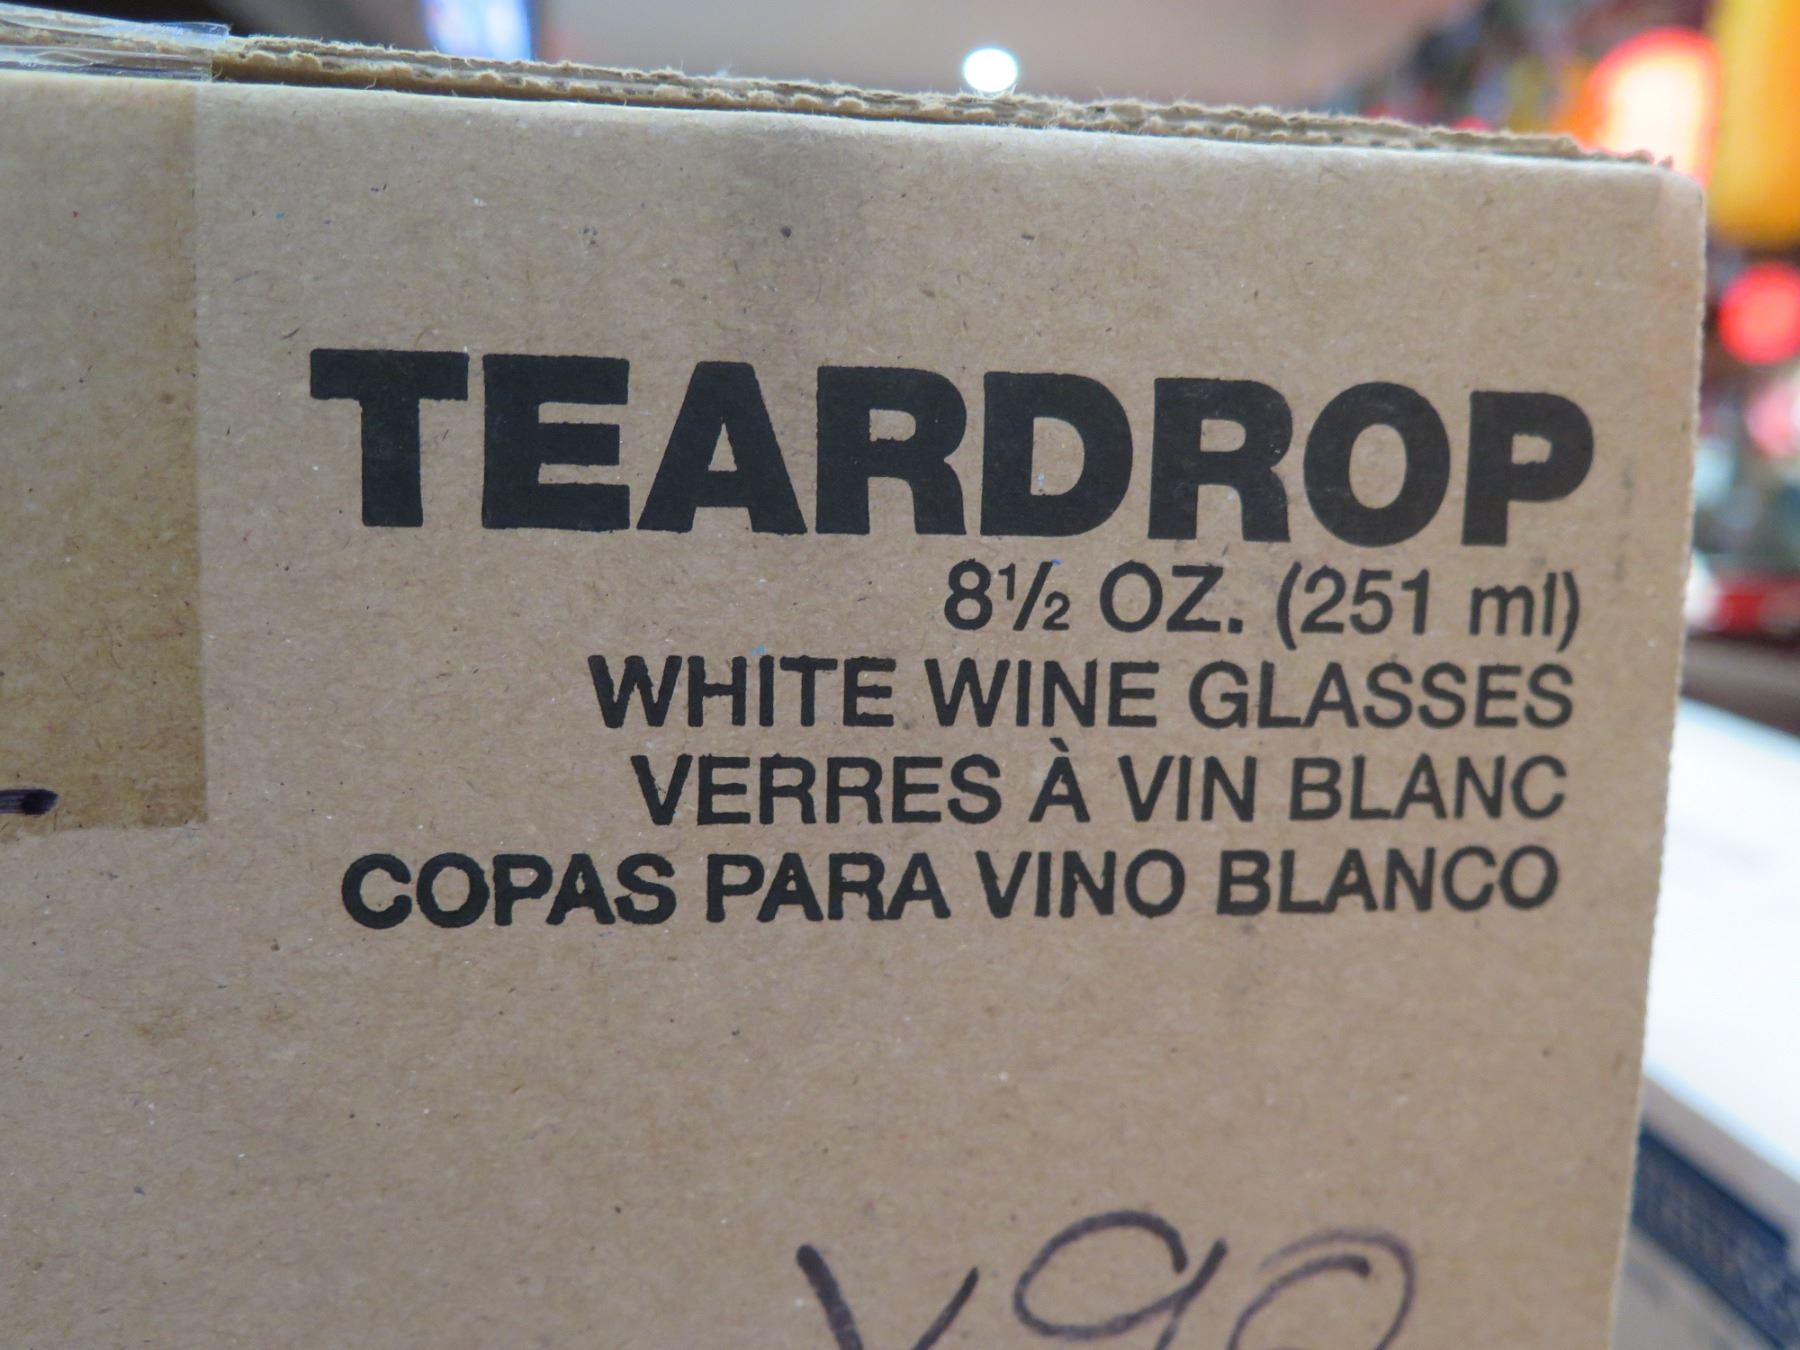 TEARDROP
8½ OZ. (251 ml)
WHITE WINE GLASSES
VERRES À VIN BLANC
COPAS PARA VINO BLANCO